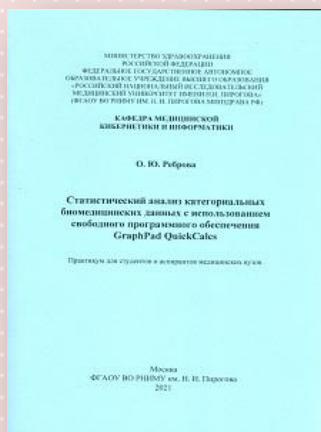 МИНИСТЕРСТВО ЗДРАВООХРАНЕНИЯ
РОССИЙСКОЙ ФЕДЕРАЦИИ
ФЕДЕРАЛЬНОЕ ГОСУДАРСТВЕННОЕ АВТОНОМНОЕ
ОБРАЗОВАТЕЛЬНОЕ УЧРЕЖДЕНИЕ ВЫСШЕГО ОБРАЗОВАНИЯ
«РОССИЙСКИЙ НАЦИОНАЛЬНЫЙ ИССЛЕДОВАТЕЛЬСКИЙ
МЕДИЦИНСКИЙ УНИВЕРСИТЕТ ИМЕНИ Н.И. ПИРОГОВА»
(ФГАОУ ВО РНИМУ ИМ. Н. И. ПИРОГОВА МИНЗДРАВА РФ)
КАФЕДРА МЕДИЦИНСКОЙ
КИБЕРНЕТИКИ И ИНФОРМАТИКИ
О. Ю. Реброва
Статистический анализ категориальных
биомедицинских данных с использованием
свободного программного обеспечения
GraphPad QuickCalcs
Практикум для студентов и аспирантов медицинских вузов
Москва
ФГАОУ ВО РНИМУ им. Н. И. Пирогова
2021